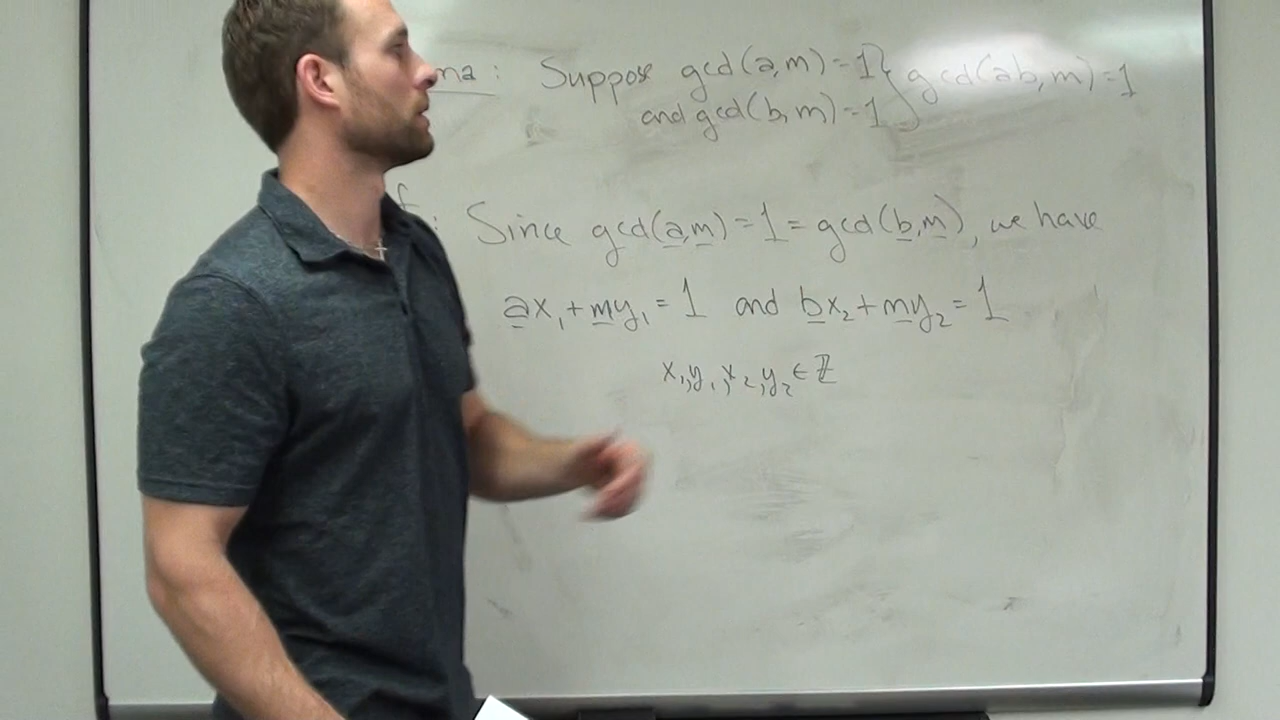 ma : Suppose gcd(a,m)=1} gcd(ab,m)=1
and gcd(b,m)=1
f : Since gcd(a,m)=1=gcd(b,m), we have
ax₁+my₁=1 and bx₂+my₂=1
x₁,y₁,x₂,y₂∈ℤ